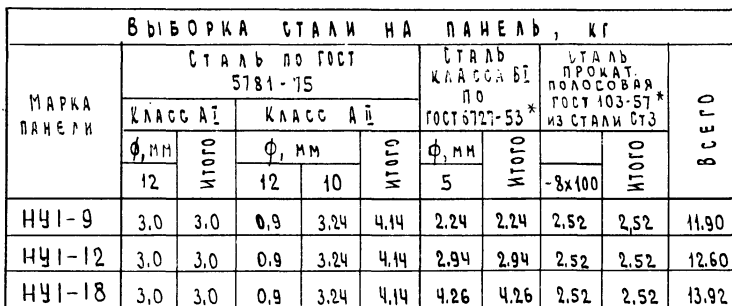 ВЫБОРКА СТАЛИ НА ПАНЕЛЬ, КГ
МАРКА ПАНЕЛИ
СТАЛЬ ПО ГОСТ
5781-75
СТАЛЬ
КЛАССА БI
ПО
ГОСТ 6727-53*
СТАЛЬ
ПРОКАТ.
ПОЛОСОВАЯ
ГОСТ 103-57*
ИЗ СТАЛИ СТ3
ВСЕГО
КЛАСС АI КЛАСС АII
ϕ, ММ ИТОГО ϕ, ММ ИТОГО ϕ, ММ ИТОГО ИТОГО
12 12 10 5 -8x100
НУ1-9 3.0 3.0 0,9 3.24 4.14 2.24 2.24 2.52 2,52 11.90
НУ1-12 3.0 3.0 0.9 3.24 4.14 2.94 2.94 2.52 2.52 12.60
НУ1-18 3,0 3.0 0,9 3.24 4,14 4.26 4.26 2.52 2,52 13.92